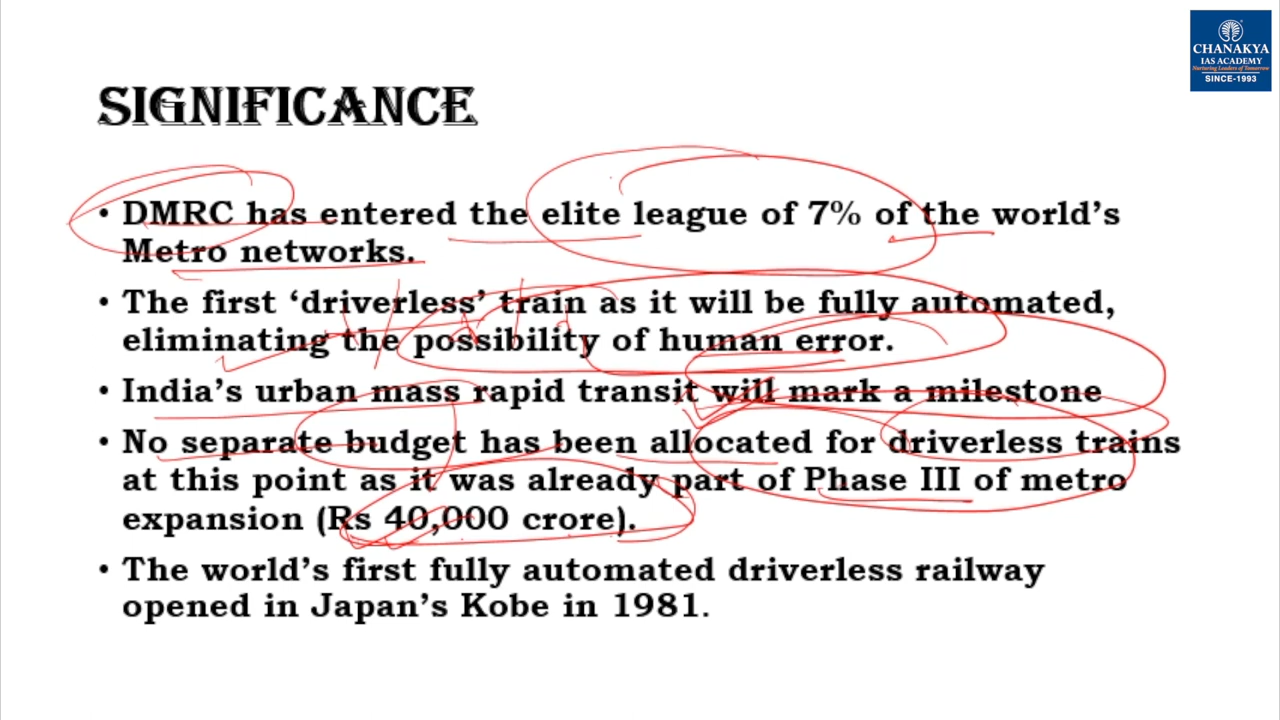 CHANAKYA
IAS ACADEMY
Nurturing Leaders of Tomorrow
SINCE-1993
SIGNIFICANCE
• DMRC has entered the elite league of 7% of the world’s
Metro networks.
• The first ‘driverless’ train as it will be fully automated,
eliminating the possibility of human error.
• India’s urban mass rapid transit will mark a milestone
• No separate budget has been allocated for driverless trains
at this point as it was already part of Phase III of metro
expansion (Rs 40,000 crore).
• The world’s first fully automated driverless railway
opened in Japan’s Kobe in 1981.